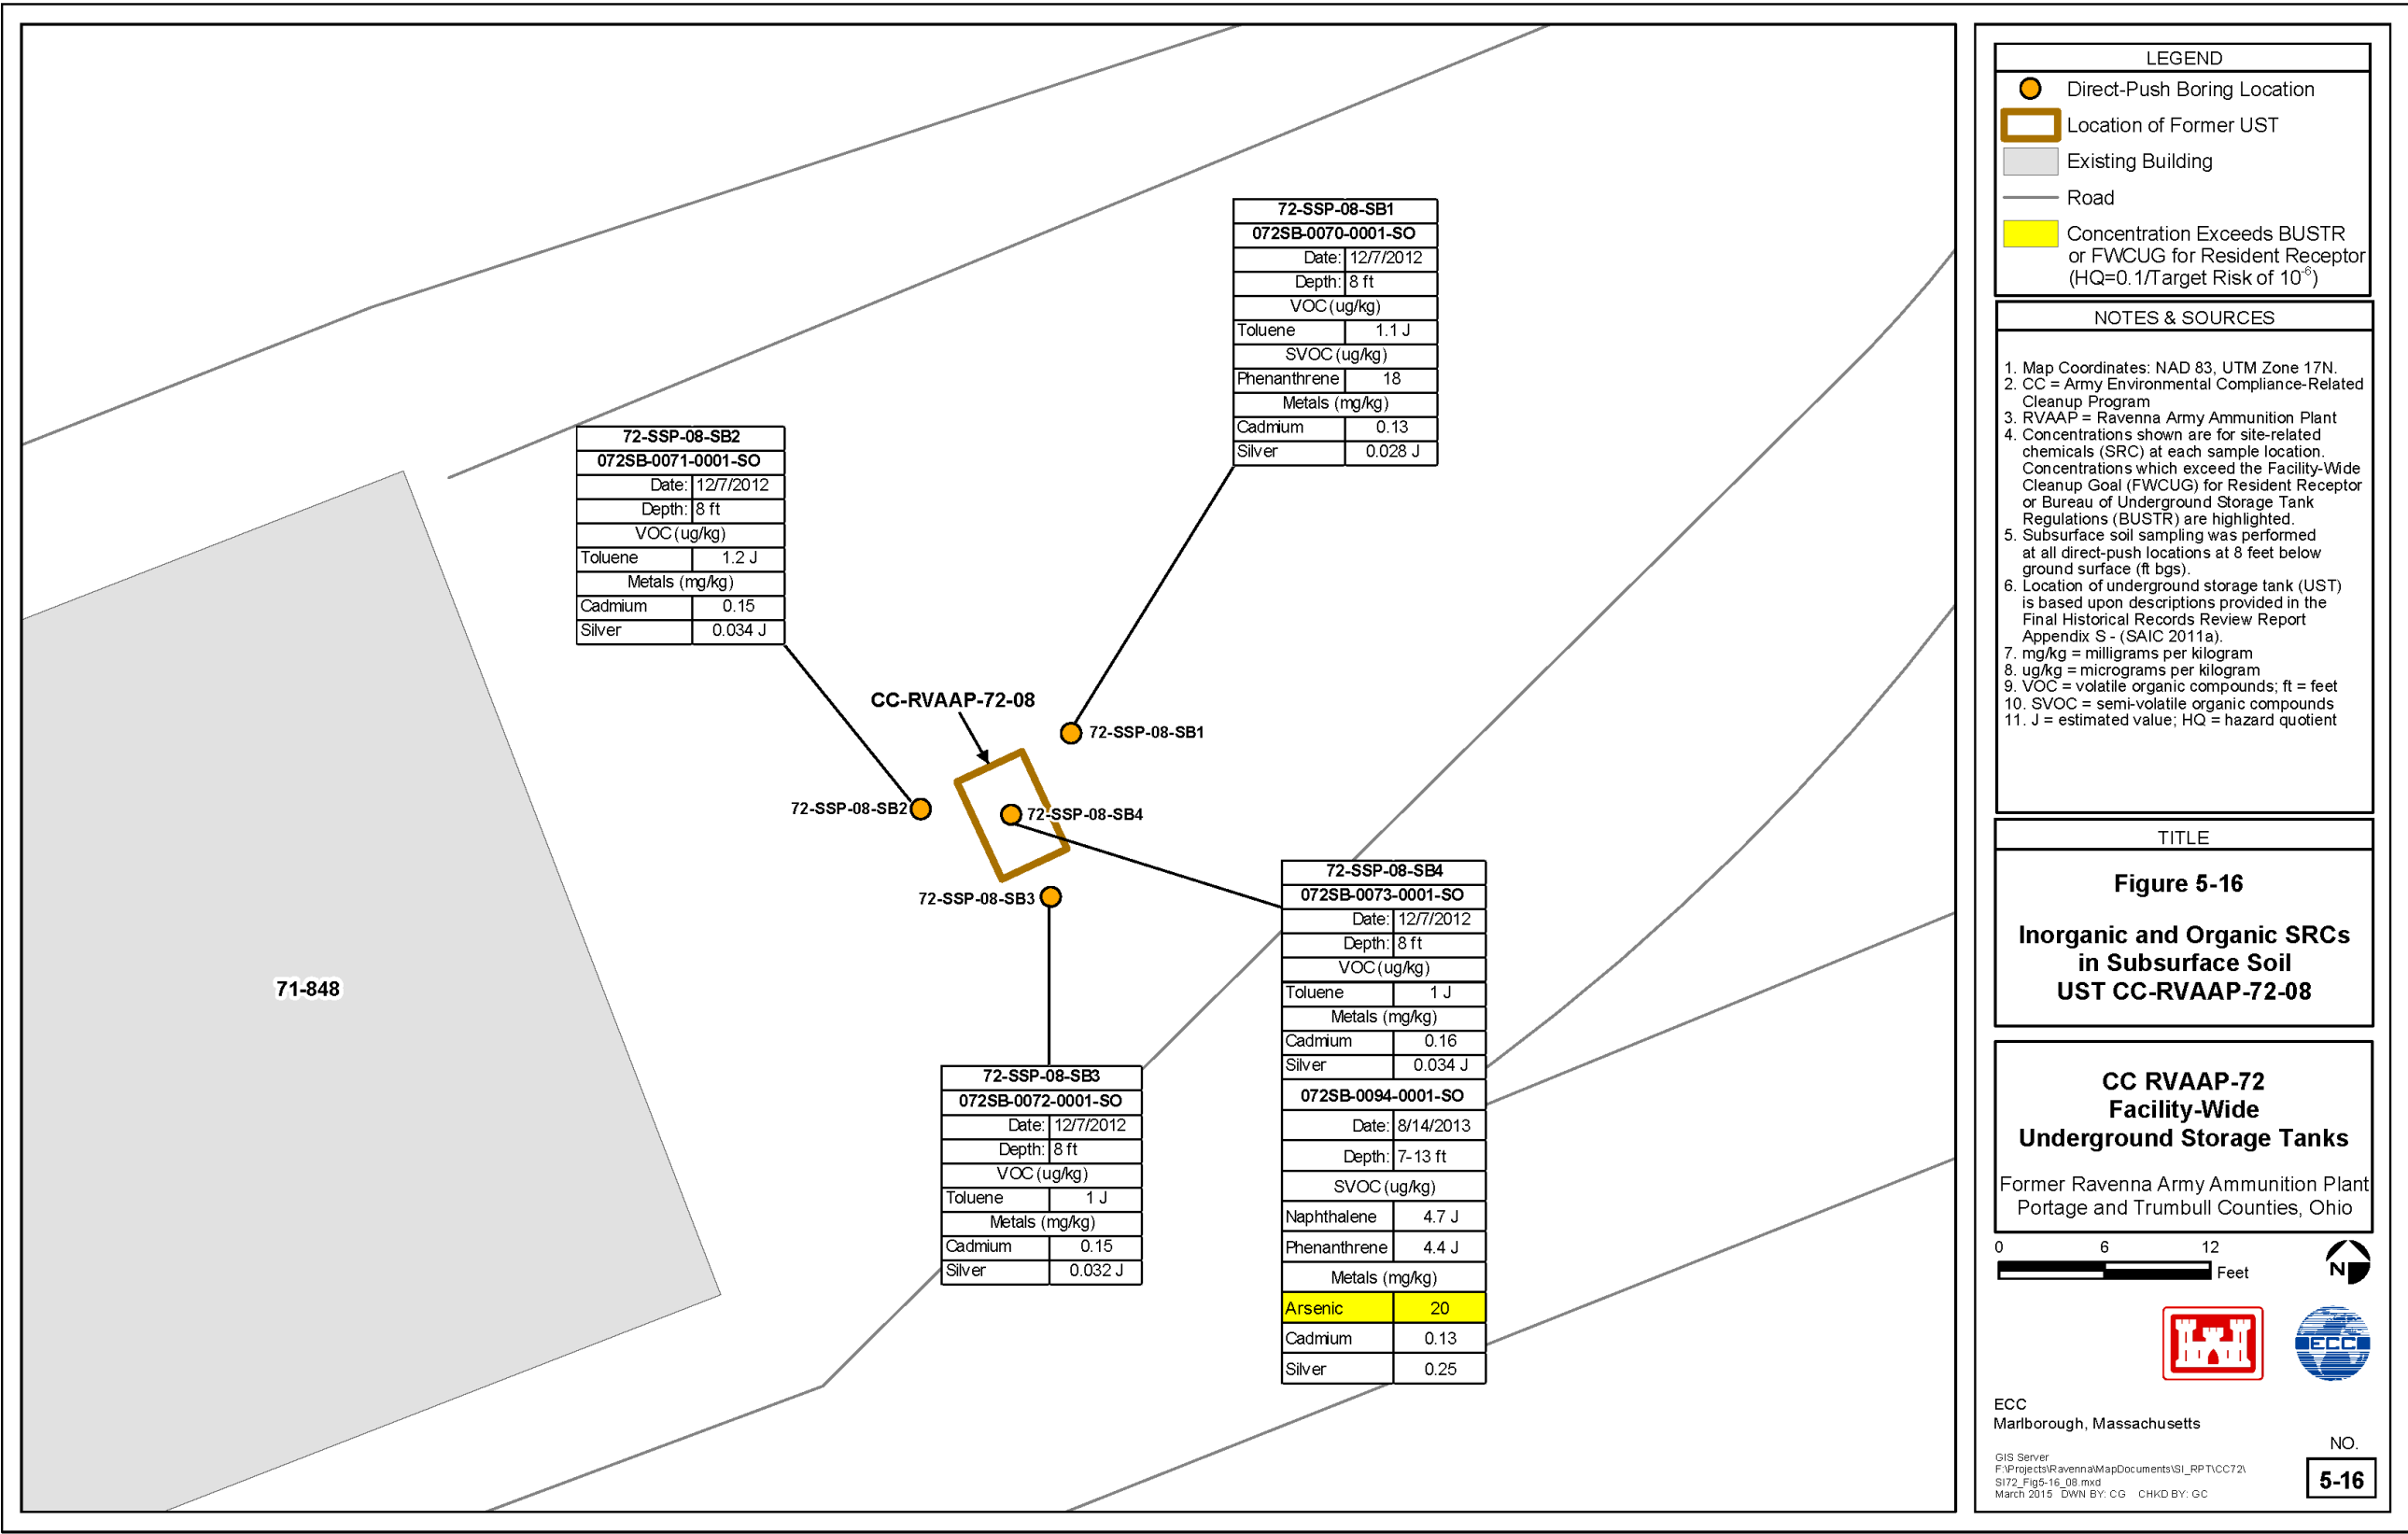 72-SSP-08-SB1
072SB-0070-0001-SO
Date: 12/7/2012
Depth: 8 ft
VOC (ug/kg)
Toluene 1.1 J
SVOC (ug/kg)
Phenanthrene 18
Metals (mg/kg)
Cadmium 0.13
Silver 0.028 J
72-SSP-08-SB2
072SB-0071-0001-SO
Date: 12/7/2012
Depth: 8 ft
VOC (ug/kg)
Toluene 1.2 J
Metals (mg/kg)
Cadmium 0.15
Silver 0.034 J
CC-RVAAP-72-08
72-SSP-08-SB1
72-SSP-08-SB2
72-SSP-08-SB4
72-SSP-08-SB3
71-848
72-SSP-08-SB4
072SB-0073-0001-SO
Date: 12/7/2012
Depth: 8 ft
VOC (ug/kg)
Toluene 1 J
Metals (mg/kg)
Cadmium 0.16
Silver 0.034 J
072SB-0094-0001-SO
Date: 8/14/2013
Depth: 7-13 ft
SVOC (ug/kg)
Naphthalene 4.7 J
Phenanthrene 4.4 J
Metals (mg/kg)
Arsenic 20
Cadmium 0.13
Silver 0.25
72-SSP-08-SB3
072SB-0072-0001-SO
Date: 12/7/2012
Depth: 8 ft
VOC (ug/kg)
Toluene 1 J
Metals (mg/kg)
Cadmium 0.15
Silver 0.032 J
LEGEND
Direct-Push Boring Location
Location of Former UST
Existing Building
Road
Concentration Exceeds BUSTR
or FWCUG for Resident Receptor
(HQ=0.1/Target Risk of 10⁻⁶)
NOTES & SOURCES
1. Map Coordinates: NAD 83, UTM Zone 17N.
2. CC = Army Environmental Compliance-Related
Cleanup Program
3. RVAAP = Ravenna Army Ammunition Plant
4. Concentrations shown are for site-related
chemicals (SRC) at each sample location.
Concentrations which exceed the Facility-Wide
Cleanup Goal (FWCUG) for Resident Receptor
or Bureau of Underground Storage Tank
Regulations (BUSTR) are highlighted.
5. Subsurface soil sampling was performed
at all direct-push locations at 8 feet below
ground surface (ft bgs).
6. Location of underground storage tank (UST)
is based upon descriptions provided in the
Final Historical Records Review Report
Appendix S - (SAIC 2011a).
7. mg/kg = milligrams per kilogram
8. ug/kg = micrograms per kilogram
9. VOC = volatile organic compounds; ft = feet
10. SVOC = semi-volatile organic compounds
11. J = estimated value; HQ = hazard quotient
TITLE
Figure 5-16
Inorganic and Organic SRCs
in Subsurface Soil
UST CC-RVAAP-72-08
CC RVAAP-72
Facility-Wide
Underground Storage Tanks
Former Ravenna Army Ammunition Plant
Portage and Trumbull Counties, Ohio
0 6 12
Feet
N
ECC
ECC
Marlborough, Massachusetts
GIS Server
F:\Projects\Ravenna\MapDocuments\SI_RPT\CC72\
SI72_Fig5-16_08.mxd
March 2015 DWN BY: CG CHKD BY: GC
NO.
5-16